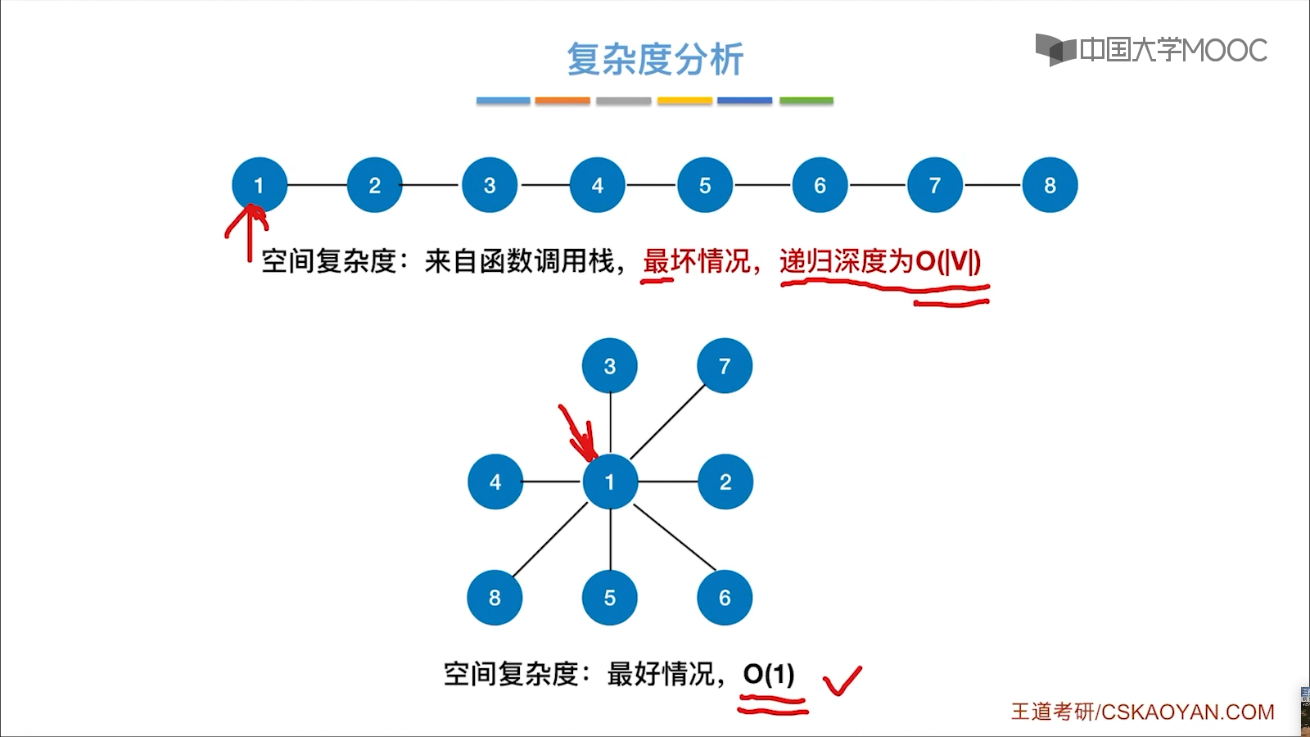 复杂度分析
中国大学MOOC
1 2 3 4 5 6 7 8
空间复杂度：来自函数调用栈，最坏情况，递归深度为O(|V|)
3 7
4 1 2
8 5 6
空间复杂度：最好情况，O(1)
王道考研/CSKAOYAN.COM